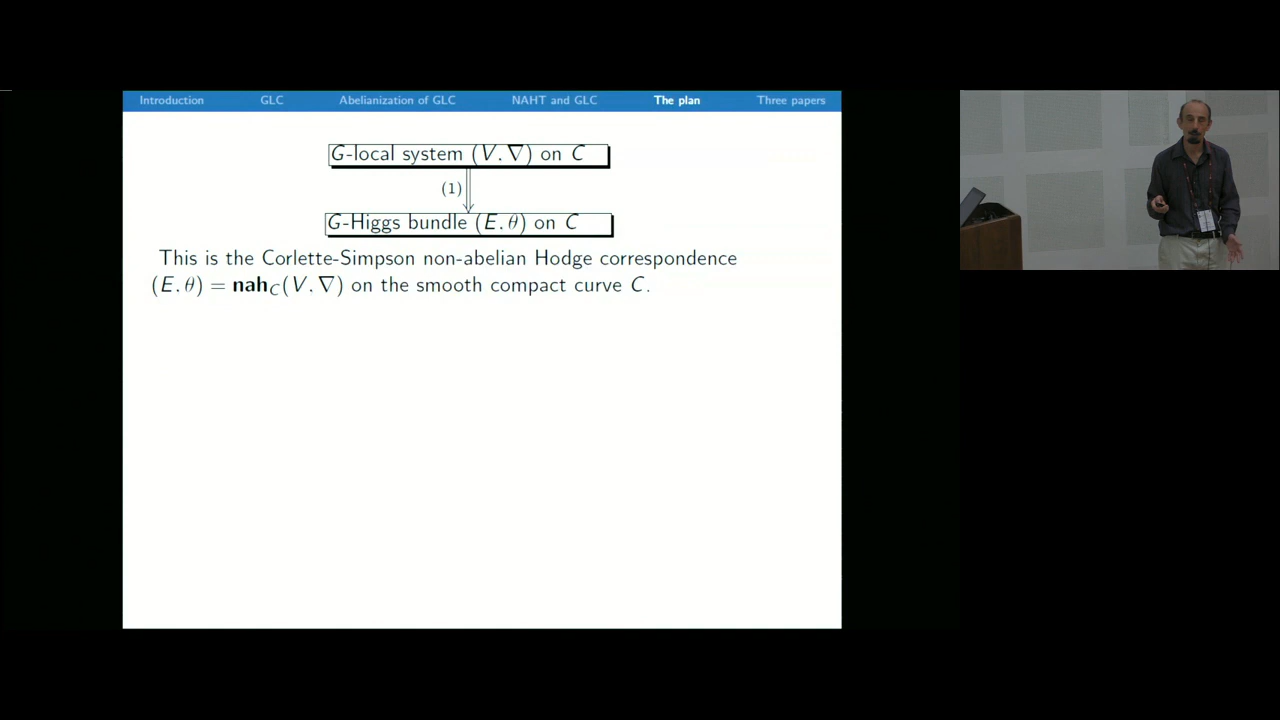 Introduction GLC Abelianization of GLC NAHT and GLC The plan Three papers
G-local system (V, ∇) on C
(1)
G-Higgs bundle (E, θ) on C
This is the Corlette-Simpson non-abelian Hodge correspondence
(E, θ) = nah_C(V, ∇) on the smooth compact curve C.